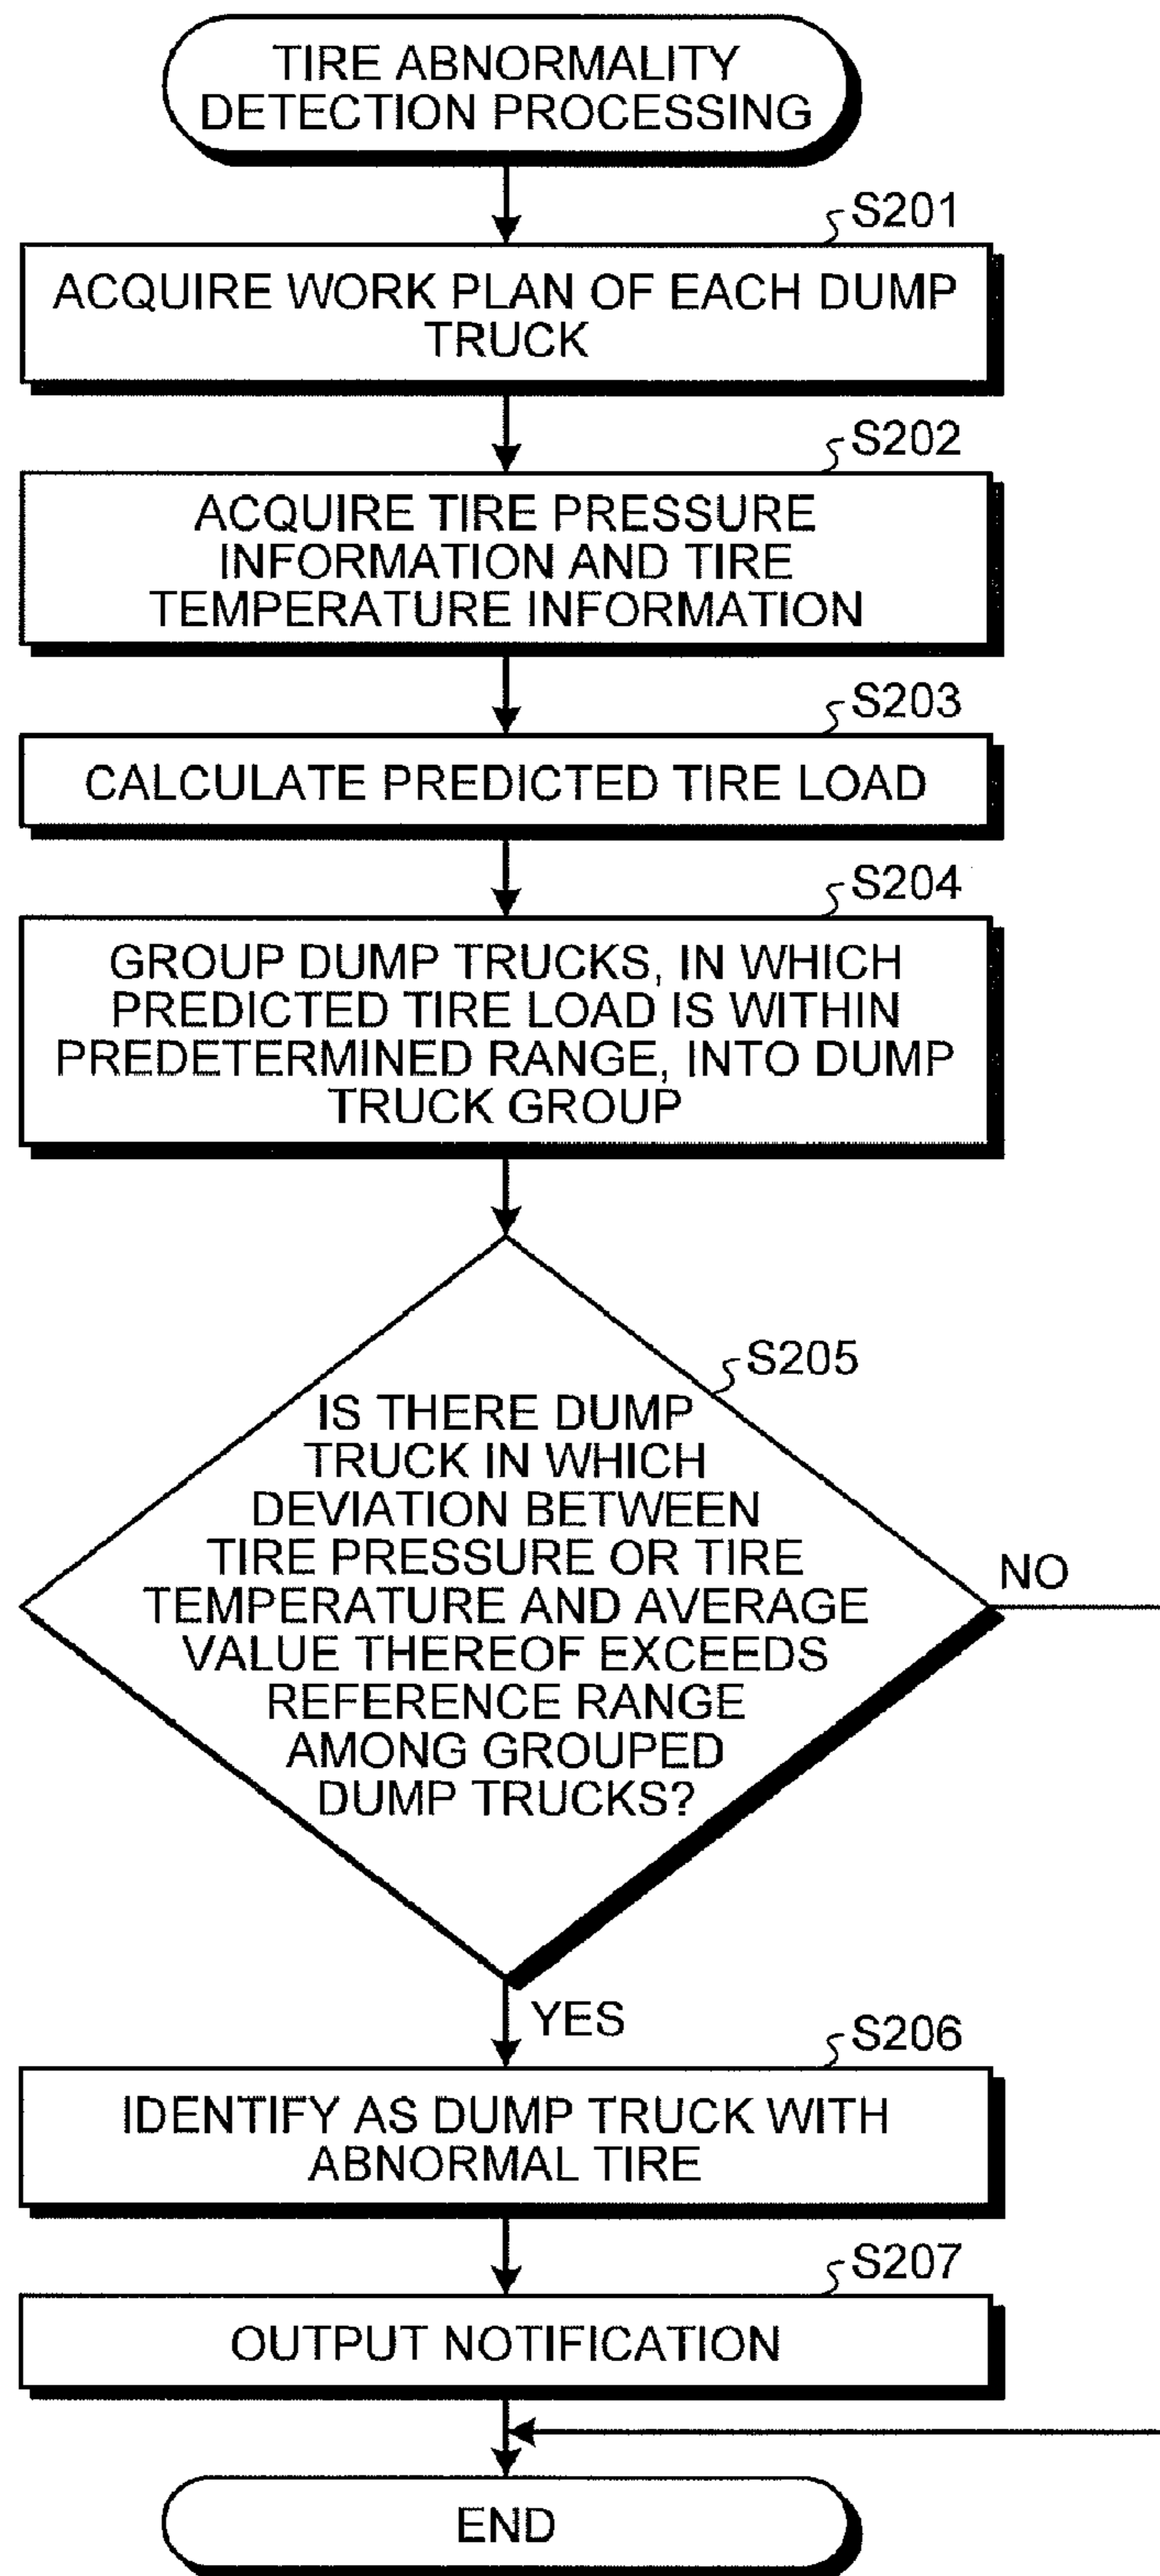 TIRE ABNORMALITY
DETECTION PROCESSING
S201
ACQUIRE WORK PLAN OF EACH DUMP
TRUCK
S202
ACQUIRE TIRE PRESSURE
INFORMATION AND TIRE
TEMPERATURE INFORMATION
S203
CALCULATE PREDICTED TIRE LOAD
S204
GROUP DUMP TRUCKS, IN WHICH
PREDICTED TIRE LOAD IS WITHIN
PREDETERMINED RANGE, INTO DUMP
TRUCK GROUP
S205
IS THERE DUMP
TRUCK IN WHICH
DEVIATION BETWEEN
TIRE PRESSURE OR TIRE
TEMPERATURE AND AVERAGE
VALUE THEREOF EXCEEDS
REFERENCE RANGE
AMONG GROUPED
DUMP TRUCKS?
NO
YES
S206
IDENTIFY AS DUMP TRUCK WITH
ABNORMAL TIRE
S207
OUTPUT NOTIFICATION
END